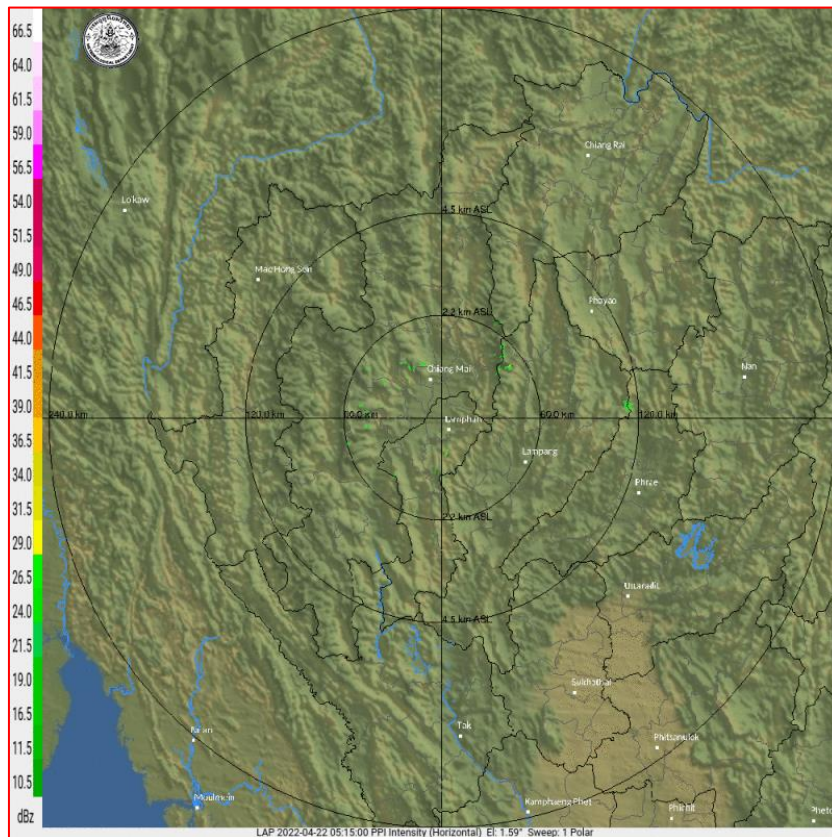 66.5
64.0
61.5
59.0
56.5
54.0
51.5
49.0
46.5
44.0
41.5
39.0
36.5
34.0
31.5
29.0
26.5
24.0
21.5
19.0
16.5
14.0
11.5
10.5
dBz
Chiang Rai
Loikaw
4.5 km ASL
Mae Hong Son
Phayao
2.2 km ASL
Chiang Mai
Nan
240.0 km
120.0 km
60.0 km
60.0 km
120.0 km
Lamphun
Lampang
Phrae
2.2 km ASL
Uttaradit
4.5 km ASL
Sukhothai
Tak
Pa'an
Phitsanulok
Moulmein
Kamphaeng Phet
Phichit
LAP 2022-04-22 05:15:00 PPI Intensity (Horizontal) El: 1.59° Sweep: 1 Polar